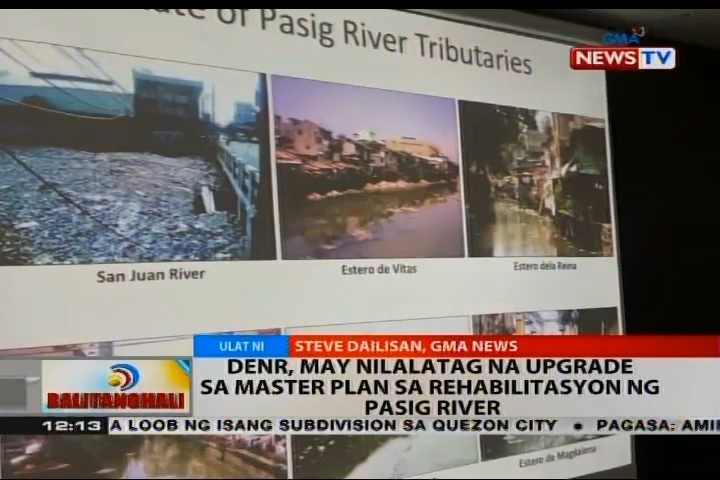 of Pasig River Tributaries
GMA
NEWS TV
San Juan River
Estero de Vitas
Estero dela Reina
ULAT NI
STEVE DAILISAN, GMA NEWS
DENR, MAY NILALATAG NA UPGRADE
SA MASTER PLAN SA REHABILITASYON NG
PASIG RIVER
BALITANGHALI
12:13
A LOOB NG ISANG SUBDIVISION SA QUEZON CITY • PAGASA: AMI
Estero de Magdalena